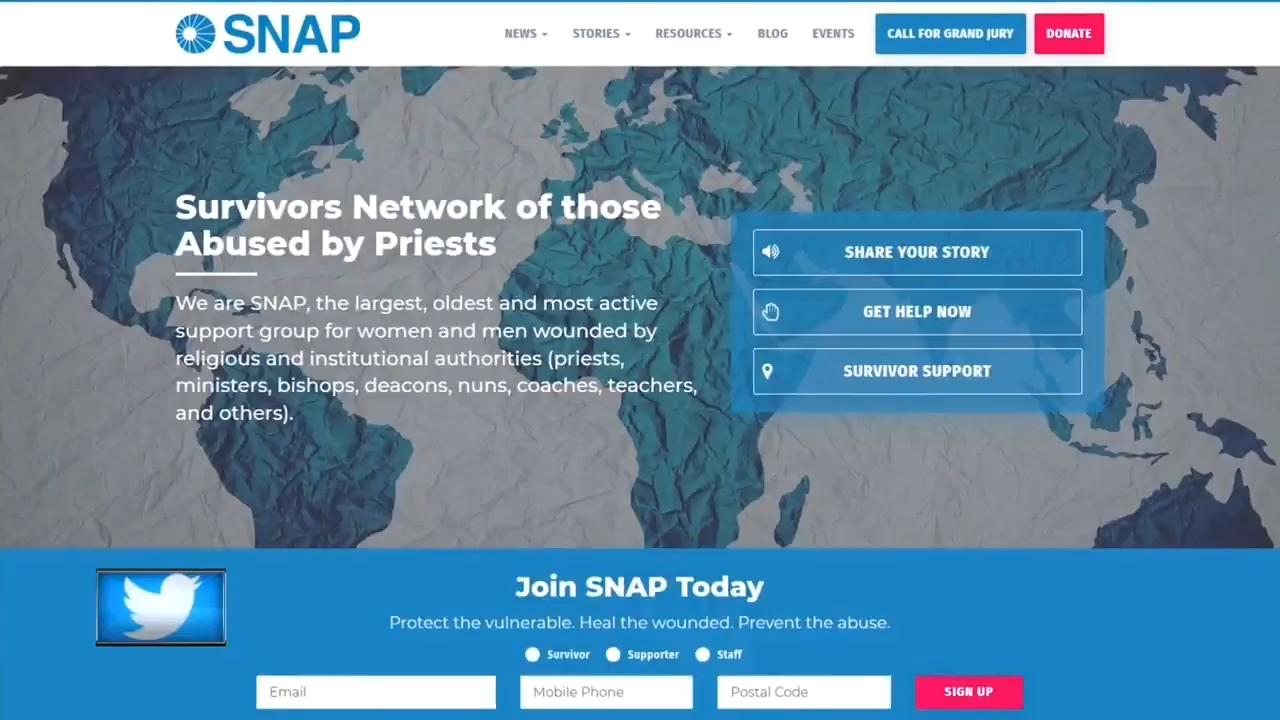 SNAP
NEWS
STORIES
RESOURCES
BLOG
EVENTS
CALL FOR GRAND JURY
DONATE
Survivors Network of those
Abused by Priests
We are SNAP, the largest, oldest and most active
support group for women and men wounded by
religious and institutional authorities (priests,
ministers, bishops, deacons, nuns, coaches, teachers,
and others).
SHARE YOUR STORY
GET HELP NOW
SURVIVOR SUPPORT
Join SNAP Today
Protect the vulnerable. Heal the wounded. Prevent the abuse.
Survivor
Supporter
Staff
Email
Mobile Phone
Postal Code
SIGN UP